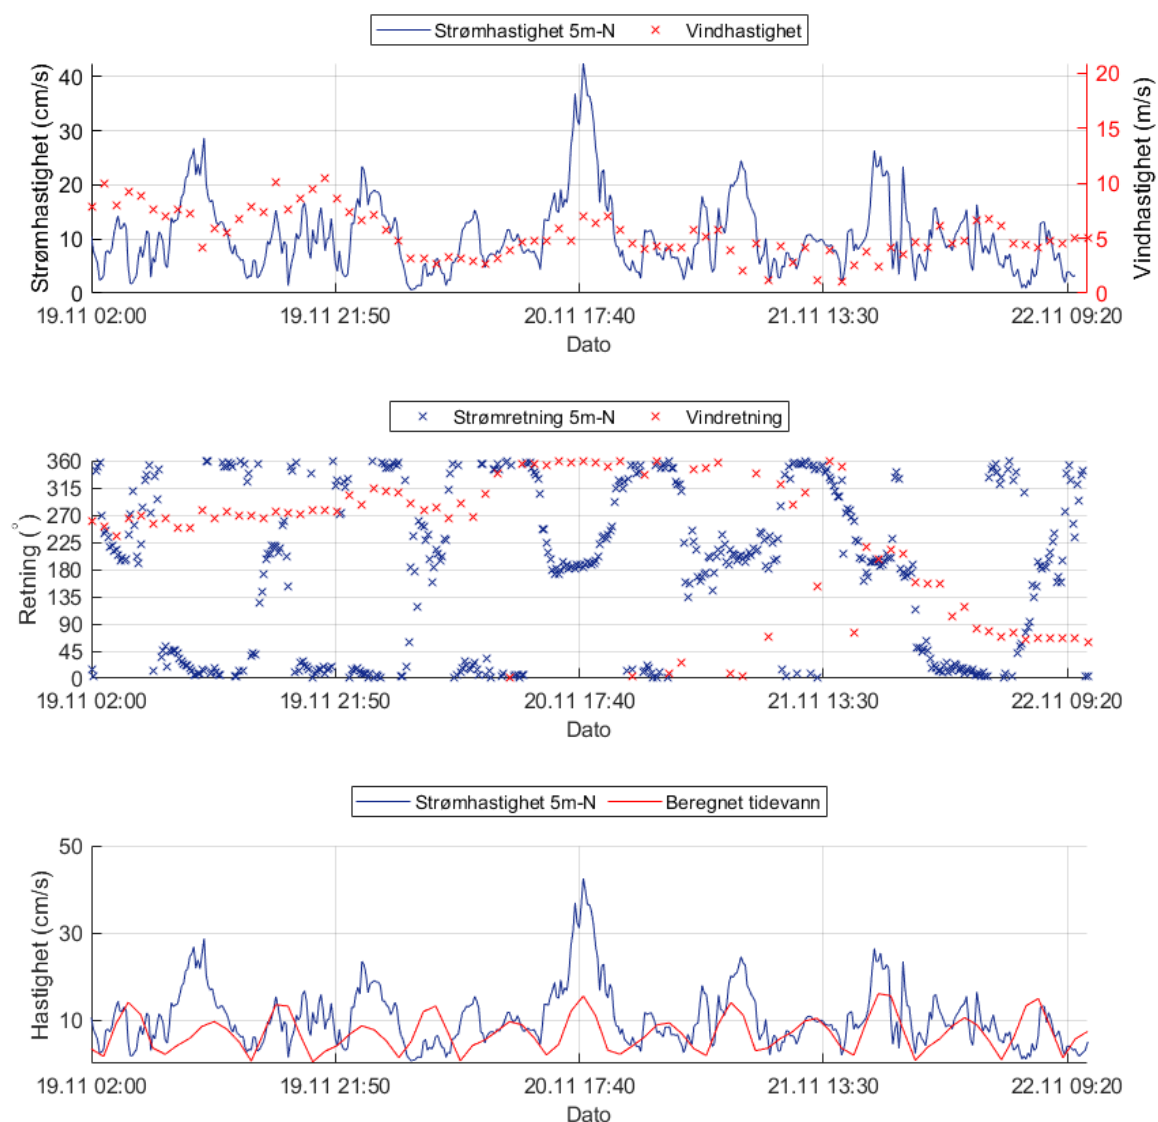 Strømhastighet 5m-N Vindhastighet
Strømhastighet (cm/s)
40
30
20
10
0
Vindhastighet (m/s)
20
15
10
5
0
19.11 02:00 19.11 21:50 20.11 17:40 21.11 13:30 22.11 09:20
Dato
Strømretning 5m-N Vindretning
Retning (°)
360
315
270
225
180
135
90
45
0
19.11 02:00 19.11 21:50 20.11 17:40 21.11 13:30 22.11 09:20
Dato
Strømhastighet 5m-N Beregnet tidevann
Hastighet (cm/s)
50
30
10
19.11 02:00 19.11 21:50 20.11 17:40 21.11 13:30 22.11 09:20
Dato